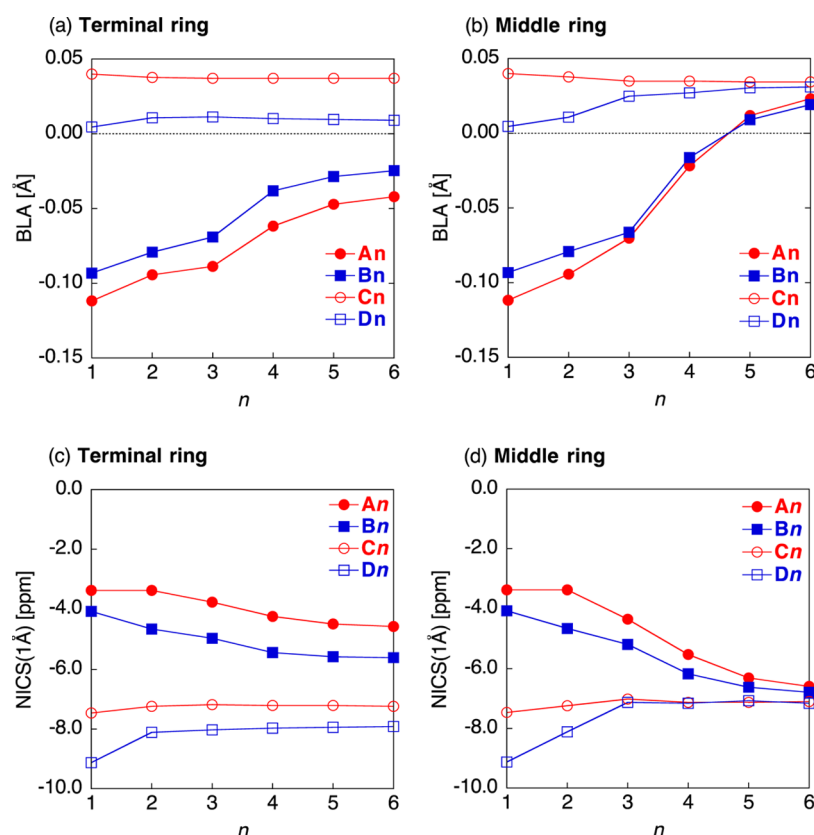 (a) Terminal ring
0.05
0.00
-0.05
-0.10
-0.15
BLA [Å]
An
Bn
Cn
Dn
1 2 3 4 5 6
n
(b) Middle ring
0.05
0.00
-0.05
-0.10
-0.15
BLA [Å]
An
Bn
Cn
Dn
1 2 3 4 5 6
n
(c) Terminal ring
0.0
-2.0
-4.0
-6.0
-8.0
-10.0
NICS(1Å) [ppm]
An
Bn
Cn
Dn
1 2 3 4 5 6
n
(d) Middle ring
0.0
-2.0
-4.0
-6.0
-8.0
-10.0
NICS(1Å) [ppm]
An
Bn
Cn
Dn
1 2 3 4 5 6
n